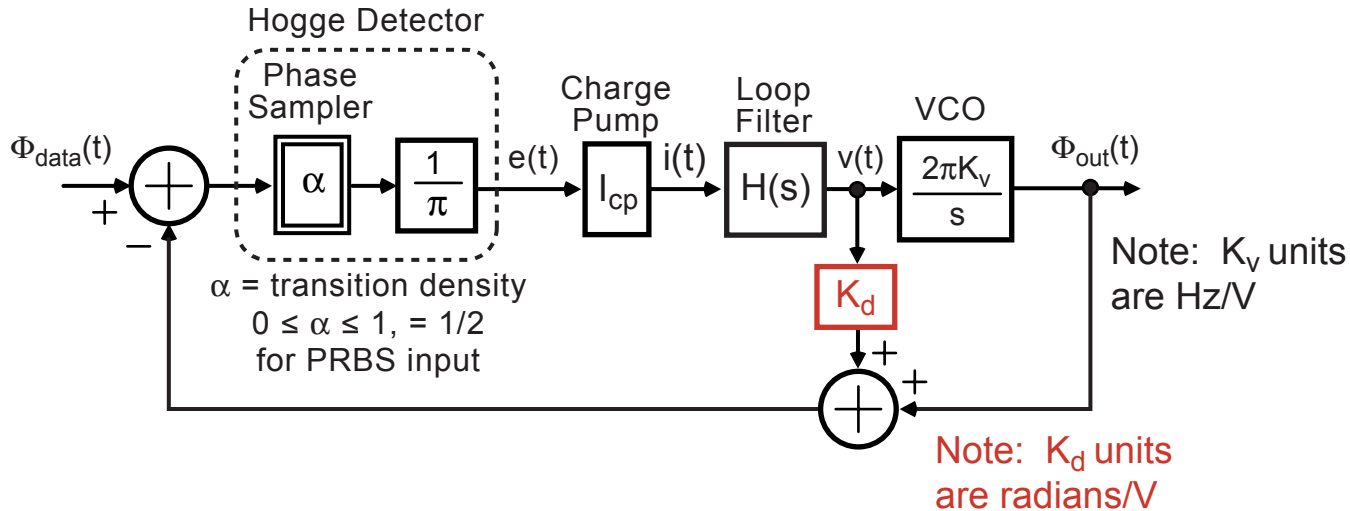 Hogge Detector
Phase
Sampler
Charge
Pump
Loop
Filter
VCO
Φdata(t)
+
−
α
1
π
e(t)
Icp
i(t)
H(s)
v(t)
2πKv
s
Φout(t)
α = transition density
0 ≤ α ≤ 1, = 1/2
for PRBS input
Kd
+
+
Note: Kv units
are Hz/V
Note: Kd units
are radians/V